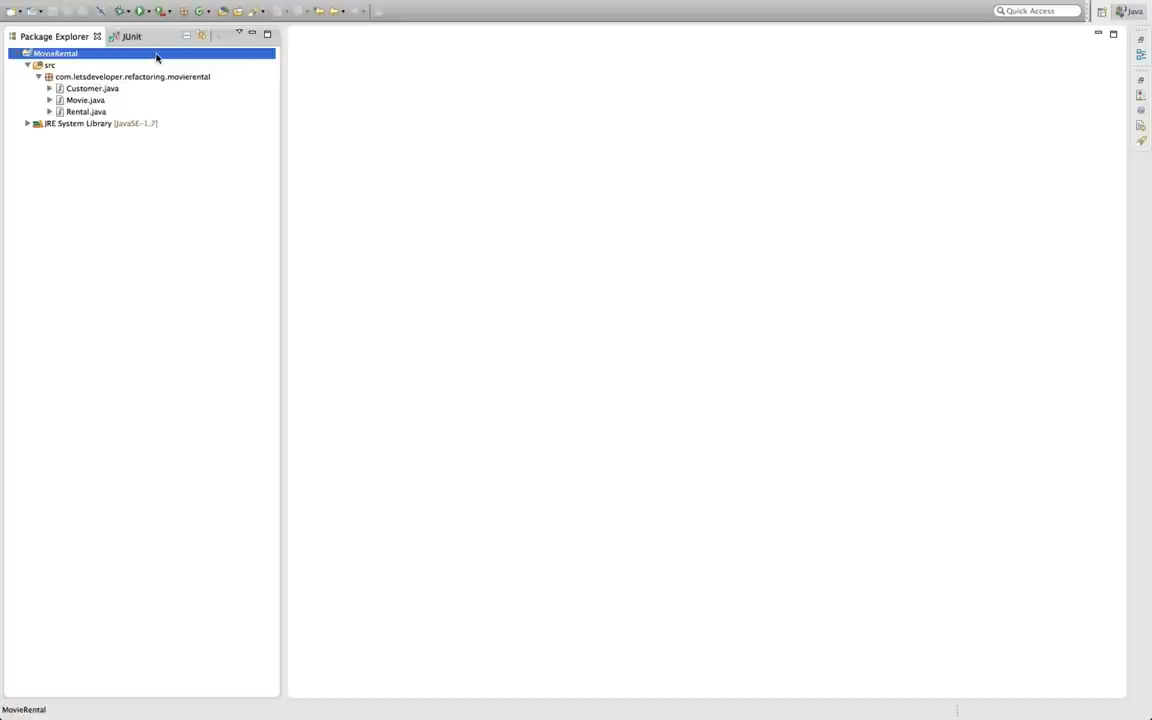 Quick Access
Java
Package Explorer
JUnit
MovieRental
src
com.letsdeveloper.refactoring.movierental
Customer.java
Movie.java
Rental.java
JRE System Library [JavaSE-1.7]
MovieRental